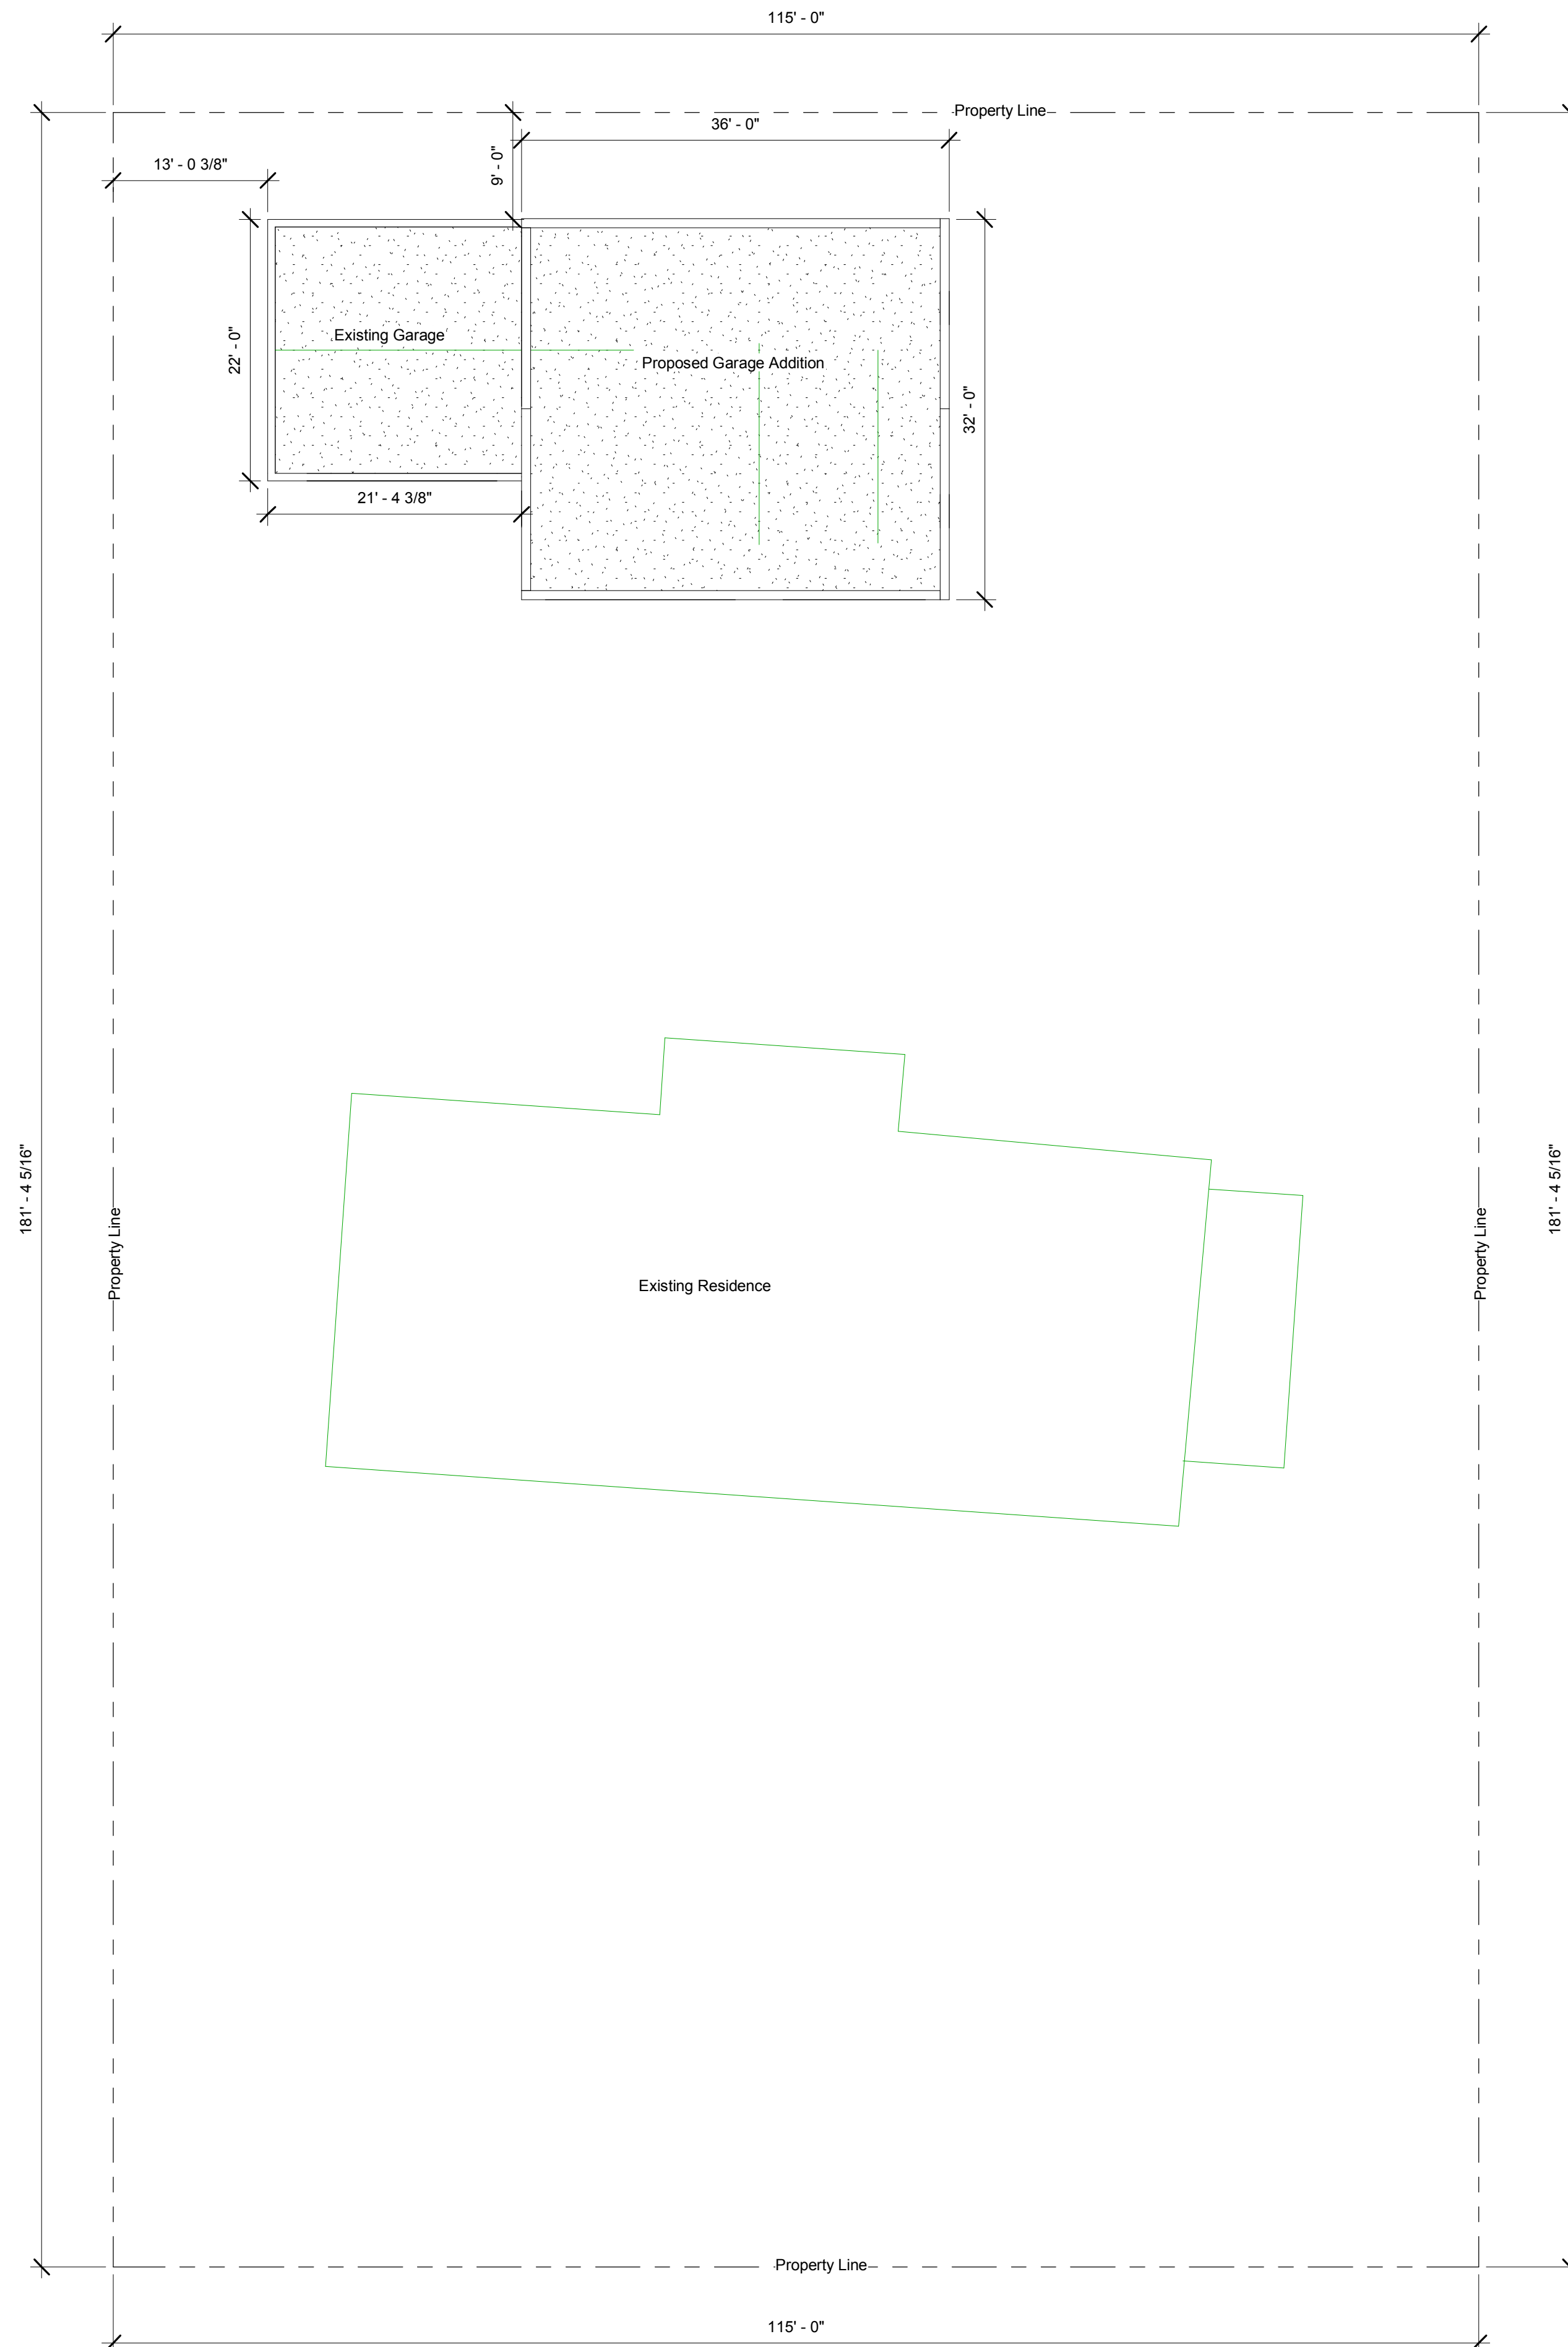 115' - 0"
Property Line
36' - 0"
13' - 0 3/8"
9' - 0"
Existing Garage
22' - 0"
Proposed Garage Addition
32' - 0"
21' - 4 3/8"
181' - 4 5/16"
181' - 4 5/16"
Property Line
Property Line
Existing Residence
Property Line
115' - 0"